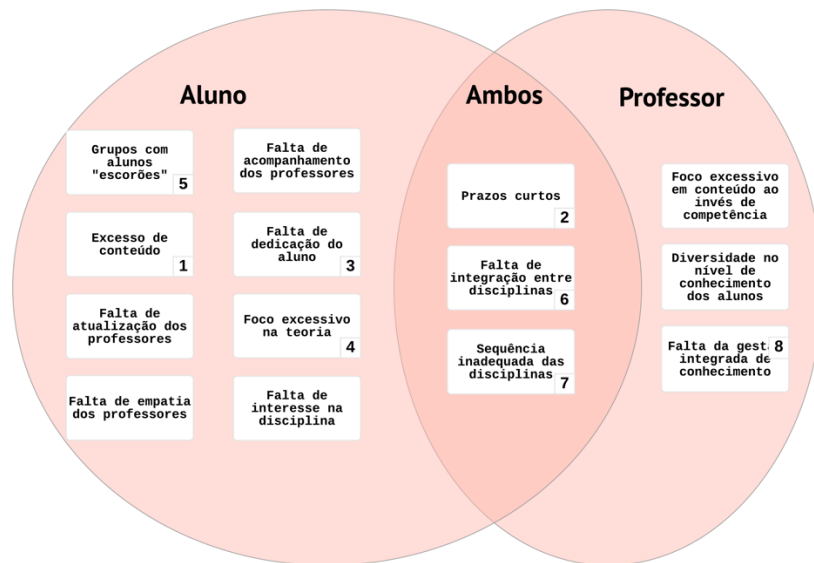 Aluno
Ambos
Professor
Grupos com
alunos
"escorões"
5
Falta de
acompanhamento
dos professores
Excesso de
conteúdo
1
Falta de
dedicação do
aluno
3
Falta de
atualização dos
professores
Foco excessivo
na teoria
4
Falta de empatia
dos professores
Falta de
interesse na
disciplina
Prazos curtos
2
Falta de
integração entre
disciplinas
6
Sequência
inadequada das
disciplinas
7
Foco excessivo
em conteúdo ao
invés de
competência
Diversidade no
nível de
conhecimento
dos alunos
Falta da
integrada de
conhecimento
8